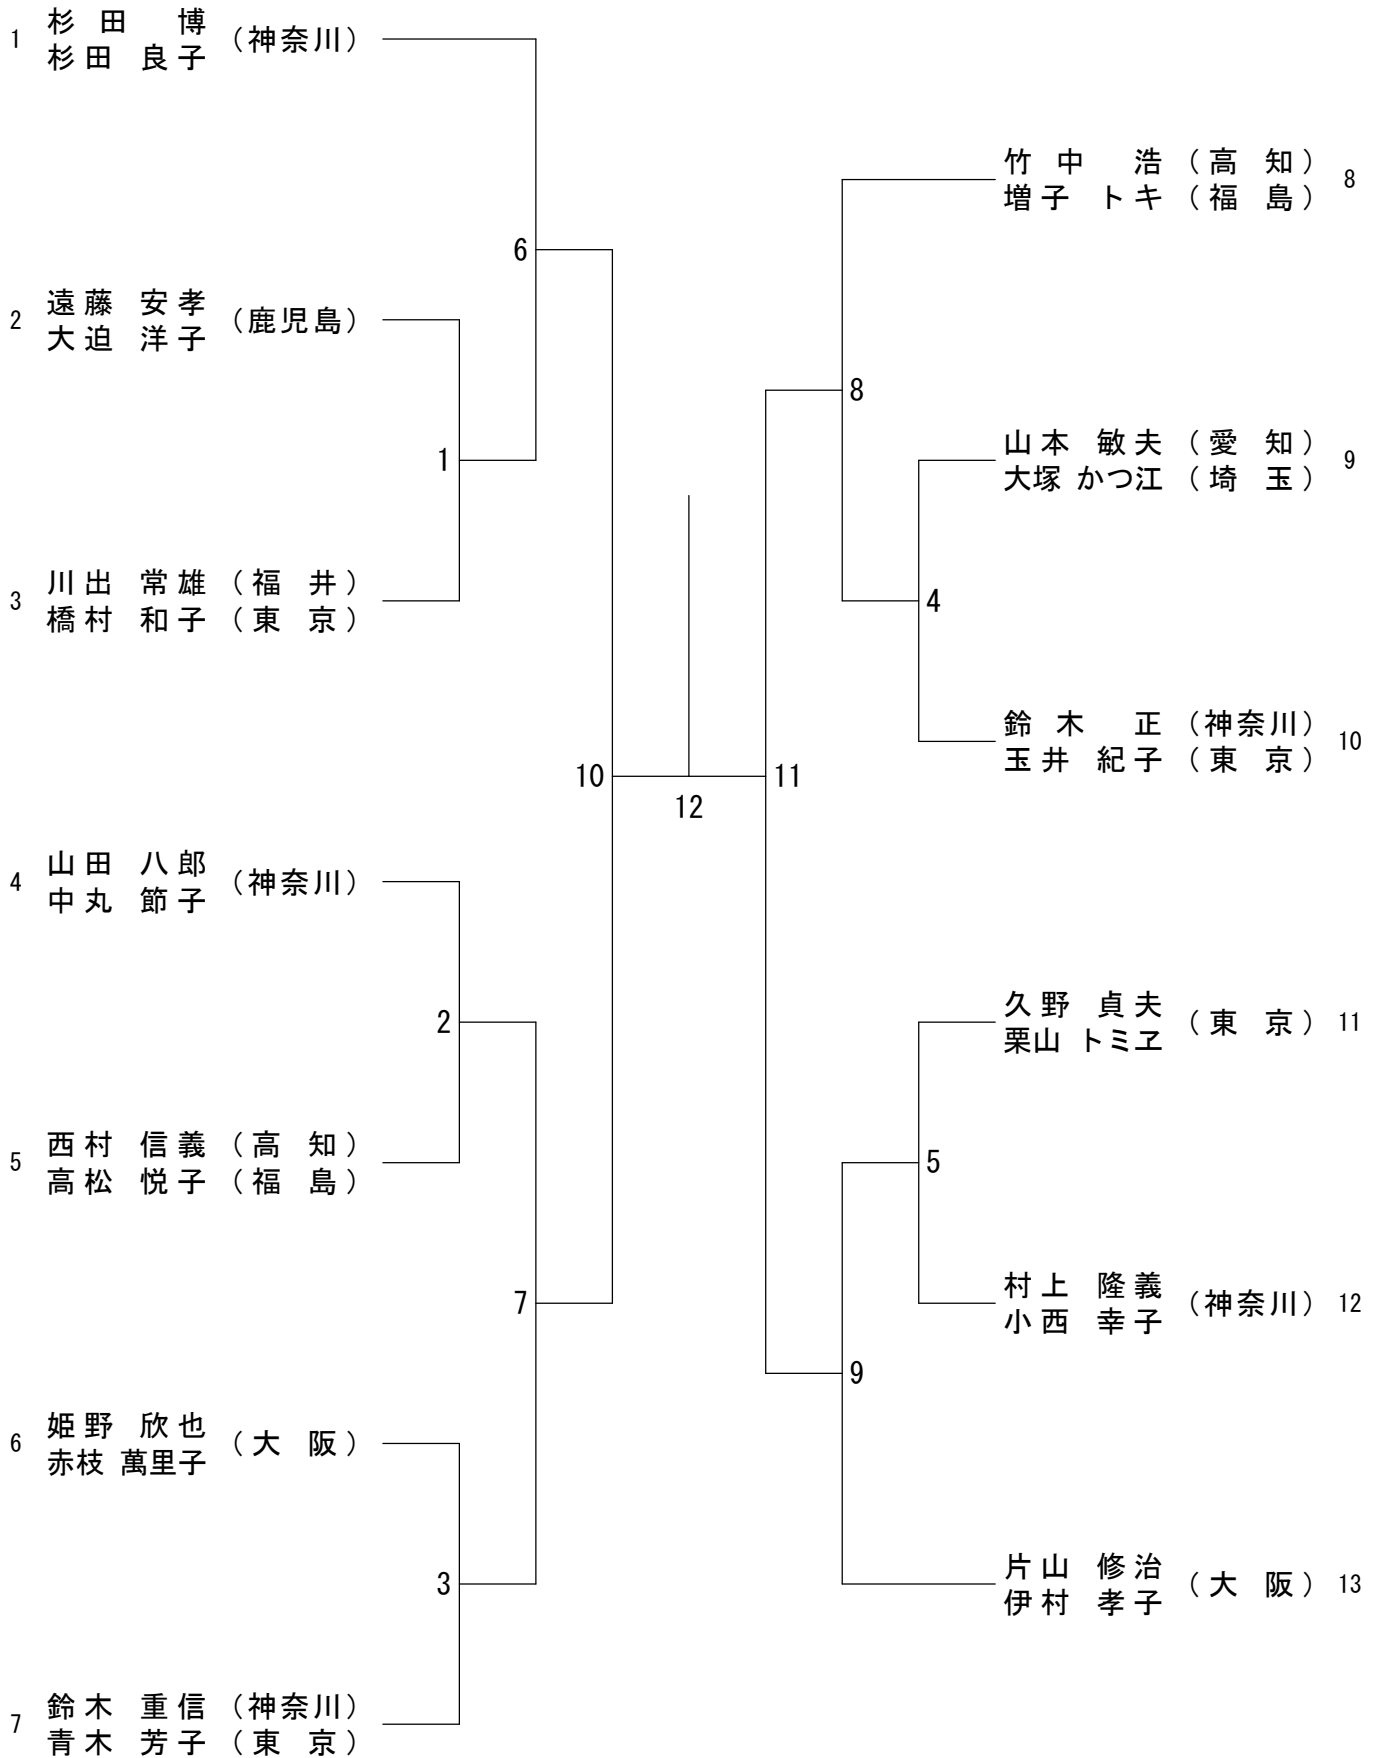 1 杉田 博 (神奈川)
杉田 良子
2 遠藤 安孝 (鹿児島)
大迫 洋子
3 川出 常雄 (福 井)
橋村 和子 (東 京)
4 山田 八郎 (神奈川)
中丸 節子
5 西村 信義 (高 知)
高松 悦子 (福 島)
6 姫野 欣也 (大 阪)
赤枝 萬里子
7 鈴木 重信 (神奈川)
青木 芳子 (東 京)
6
1
10
2
7
3
12
竹中 浩 (高 知) 8
増子 トキ (福 島)
山本 敏夫 (愛 知) 9
大塚 かつ江 (埼 玉)
鈴木 正 (神奈川) 10
玉井 紀子 (東 京)
久野 貞夫 (東 京) 11
栗山 トミヱ
村上 隆義 (神奈川) 12
小西 幸子
片山 修治 (大 阪) 13
伊村 孝子
8
4
11
5
9